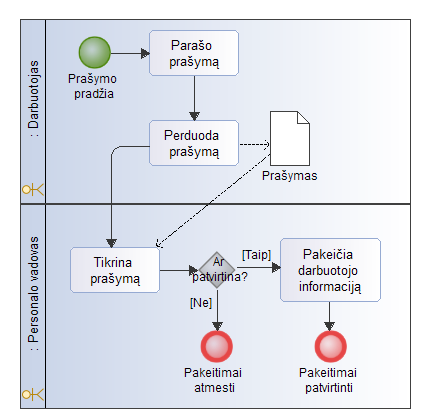 : Darbuotojas
Prašymo
pradžia
Parašo
prašymą
Perduoda
prašymą
Prašymas
: Personalo vadovas
Tikrina
prašymą
Ar
patvirtina?
[Taip]
[Ne]
Pakeičia
darbuotojo
informaciją
Pakeitimai
atmesti
Pakeitimai
patvirtinti